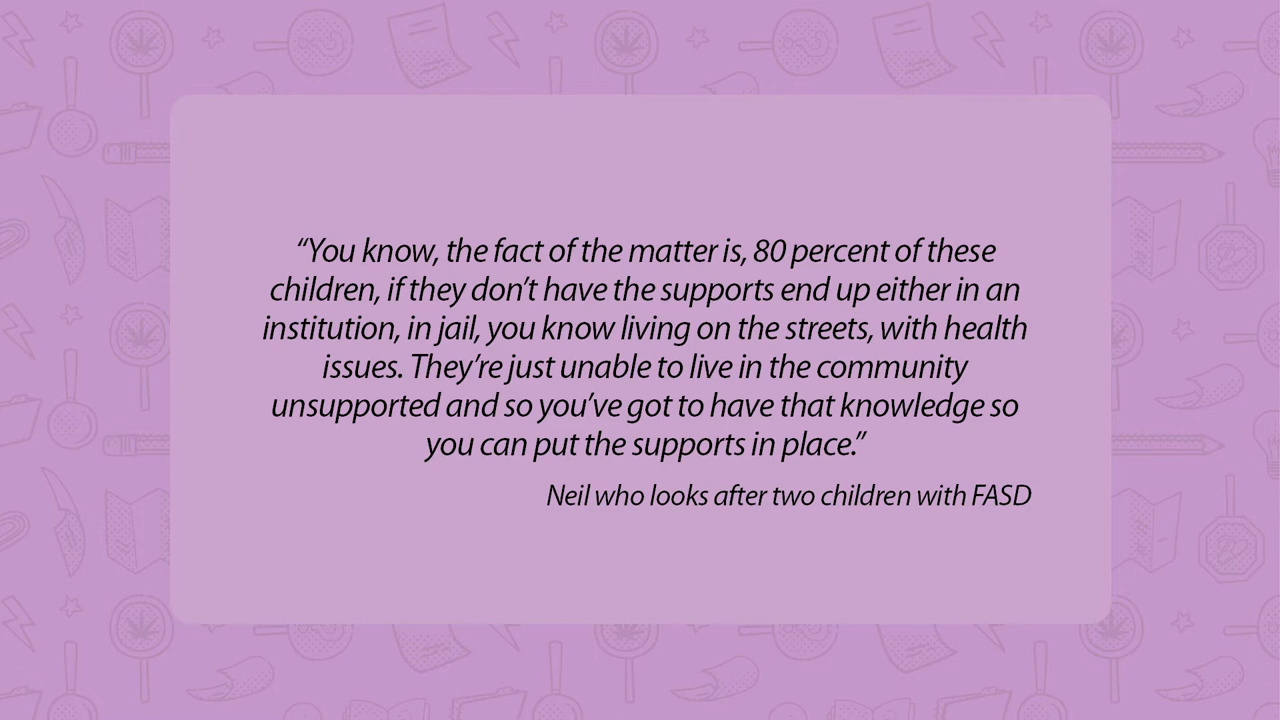 “You know, the fact of the matter is, 80 percent of these
children, if they don’t have the supports end up either in an
institution, in jail, you know living on the streets, with health
issues. They’re just unable to live in the community
unsupported and so you’ve got to have that knowledge so
you can put the supports in place.”
Neil who looks after two children with FASD